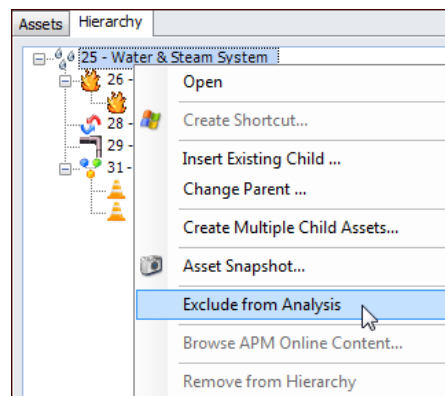 Assets Hierarchy
25 - Water & Steam System
26 -
Open
28 -
Create Shortcut...
29 -
Insert Existing Child ...
31 -
Change Parent ...
Create Multiple Child Assets...
Asset Snapshot...
Exclude from Analysis
Browse APM Online Content...
Remove from Hierarchy